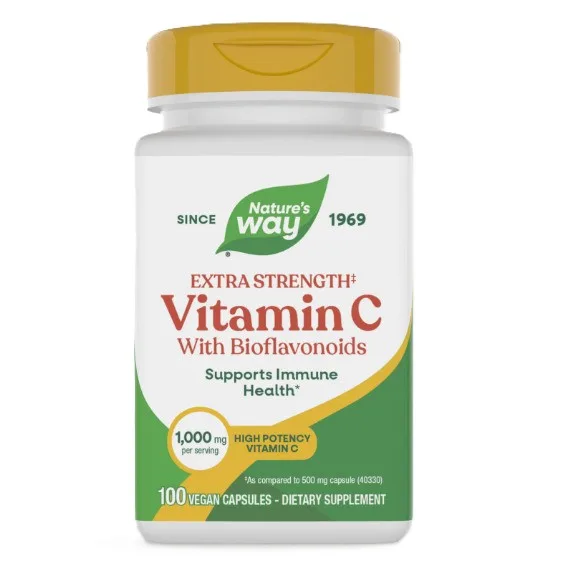 SINCE Nature's Way® 1969
EXTRA STRENGTH‡
Vitamin C
With Bioflavonoids
Supports Immune
Health*
1,000 mg
per serving
HIGH POTENCY
VITAMIN C
‡As compared to 500 mg capsule (40330)
100 VEGAN CAPSULES - DIETARY SUPPLEMENT